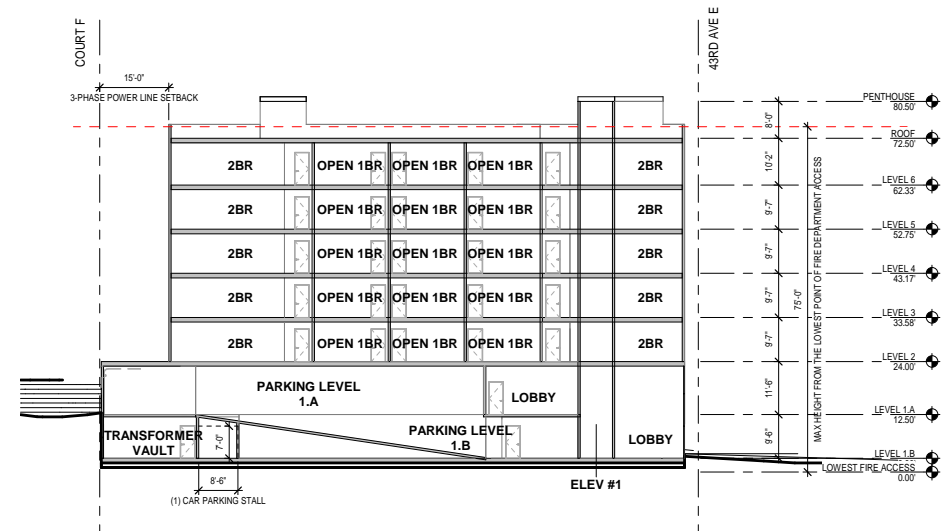 COURT F
43RD AVE E
15'-0"
3-PHASE POWER LINE SETBACK
PENTHOUSE
80.50'
8'-0"
ROOF
72.50'
2BR OPEN 1BR OPEN 1BR OPEN 1BR 2BR
10'-2"
LEVEL 6
62.33'
2BR OPEN 1BR OPEN 1BR OPEN 1BR 2BR
9'-7"
LEVEL 5
52.75'
2BR OPEN 1BR OPEN 1BR OPEN 1BR 2BR
9'-7"
LEVEL 4
43.17'
2BR OPEN 1BR OPEN 1BR OPEN 1BR 2BR
9'-7"
75'-0"
MAX HEIGHT FROM THE LOWEST POINT OF FIRE DEPARTMENT ACCESS
LEVEL 3
33.58'
2BR OPEN 1BR OPEN 1BR OPEN 1BR 2BR
9'-7"
LEVEL 2
24.00'
PARKING LEVEL
1.A
LOBBY
11'-6"
LEVEL 1.A
12.50'
TRANSFORMER
VAULT
7'-0"
PARKING LEVEL
1.B
LOBBY
9'-6"
LEVEL 1.B
LOWEST FIRE ACCESS
0.00'
8'-6"
(1) CAR PARKING STALL
ELEV #1